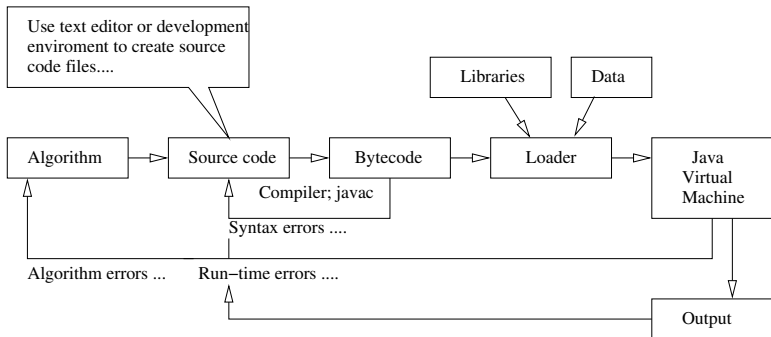 Use text editor or development
enviroment to create source
code files....
Libraries
Data
Algorithm
Source code
Bytecode
Loader
Java
Virtual
Machine
Compiler; javac
Syntax errors ....
Algorithm errors ...
Run−time errors ....
Output